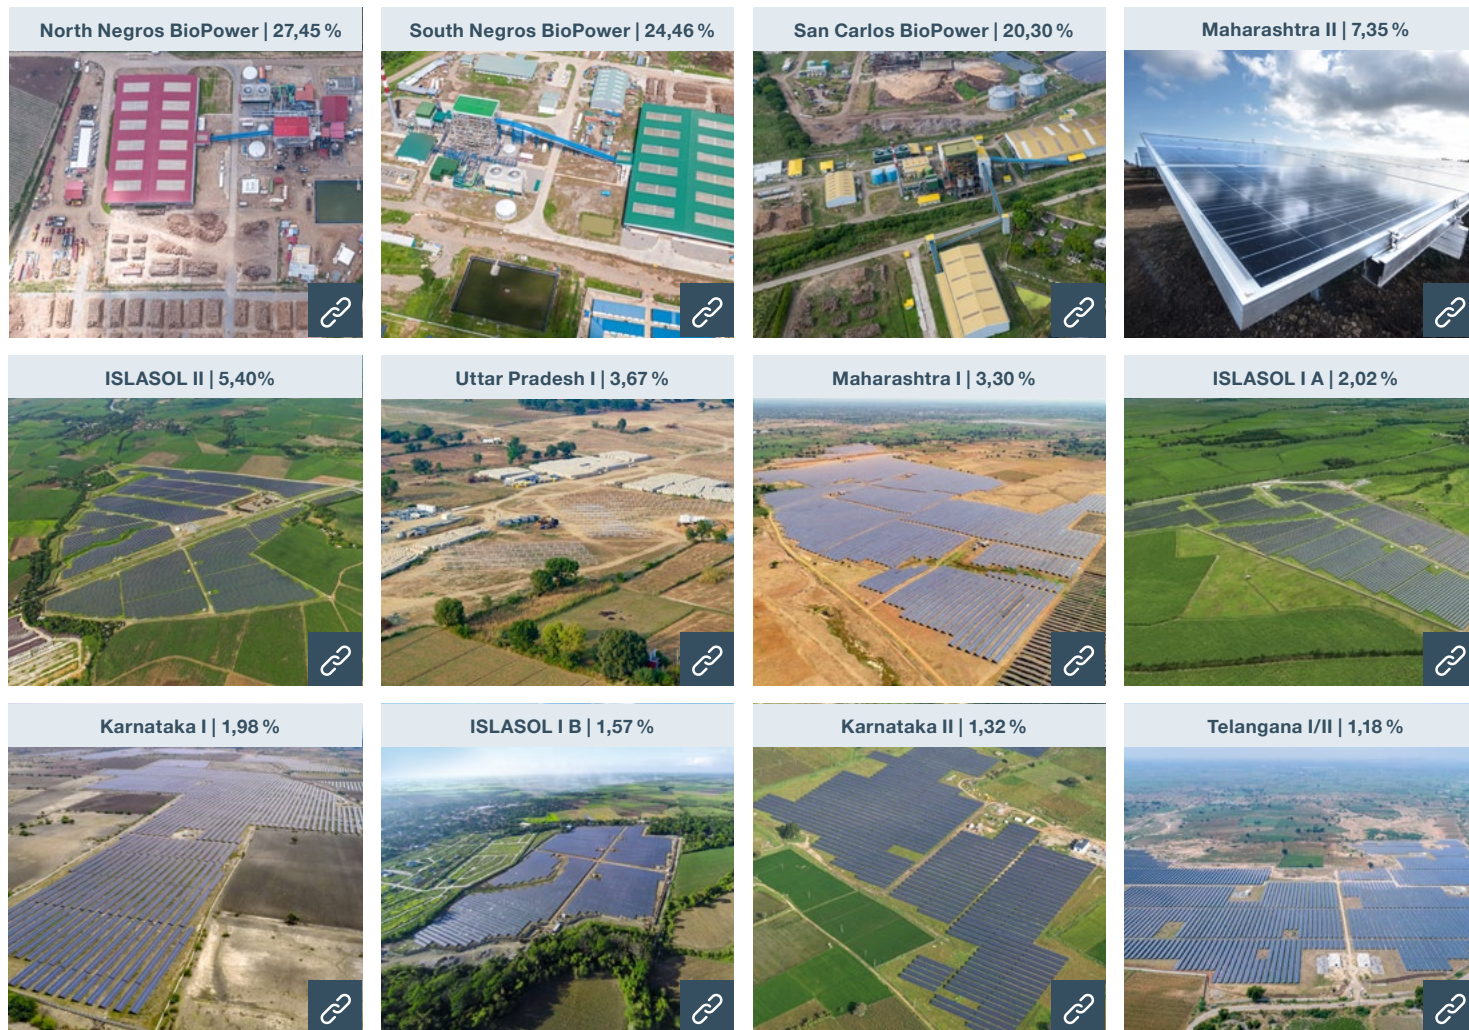 North Negros BioPower | 27,45 %
South Negros BioPower | 24,46 %
San Carlos BioPower | 20,30 %
Maharashtra II | 7,35 %
ISLASOL II | 5,40%
Uttar Pradesh I | 3,67 %
Maharashtra I | 3,30 %
ISLASOL I A | 2,02 %
Karnataka I | 1,98 %
ISLASOL I B | 1,57 %
Karnataka II | 1,32 %
Telangana I/II | 1,18 %